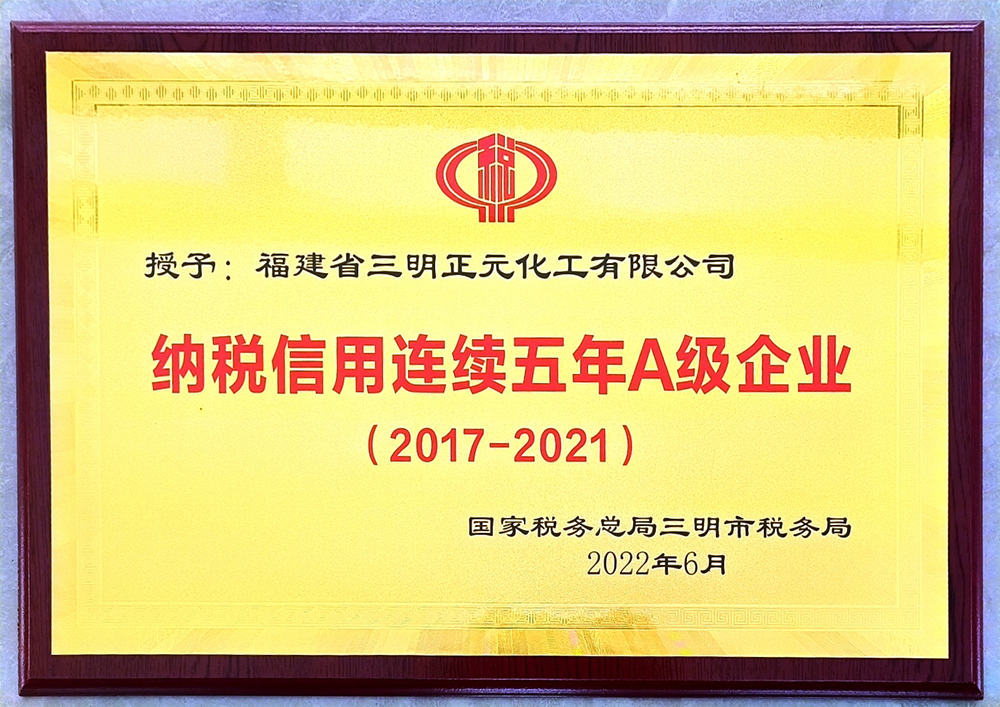 税
授予：福建省三明正元化工有限公司
纳税信用连续五年A级企业
（2017-2021）
国家税务总局三明市税务局
2022年6月